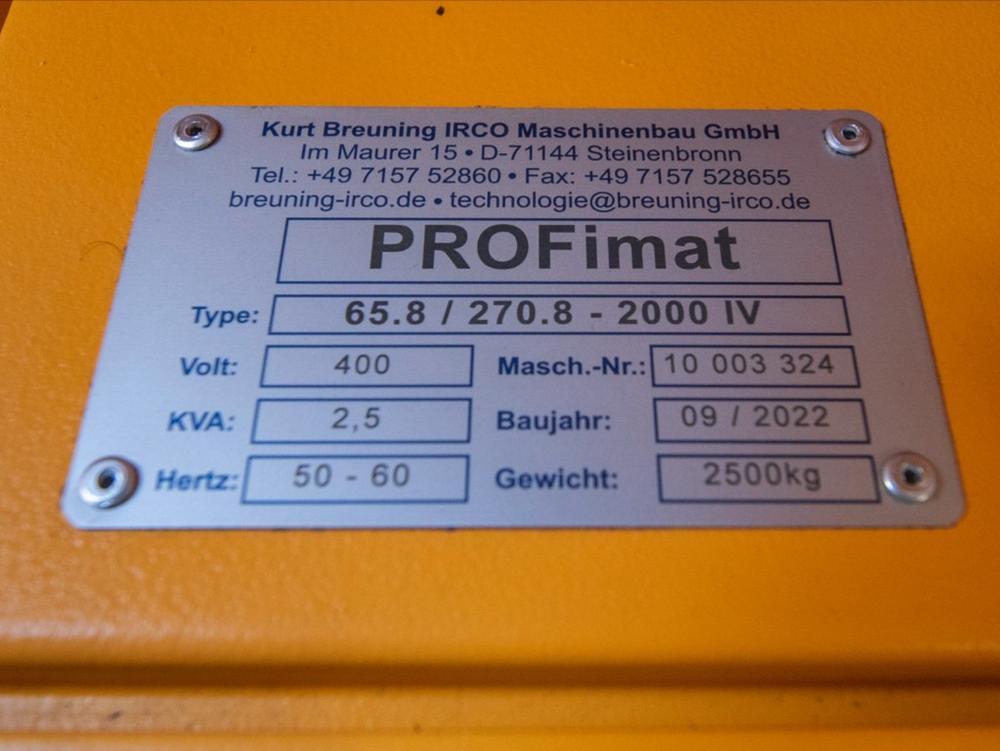 Kurt Breuning IRCO Maschinenbau GmbH
Im Maurer 15 • D-71144 Steinenbronn
Tel.: +49 7157 52860 • Fax: +49 7157 528655
breuning-irco.de • technologie@breuning-irco.de
PROFimat
Type: 65.8 / 270.8 - 2000 IV
Volt: 400 Masch.-Nr.: 10 003 324
KVA: 2,5 Baujahr: 09 / 2022
Hertz: 50 - 60 Gewicht: 2500kg